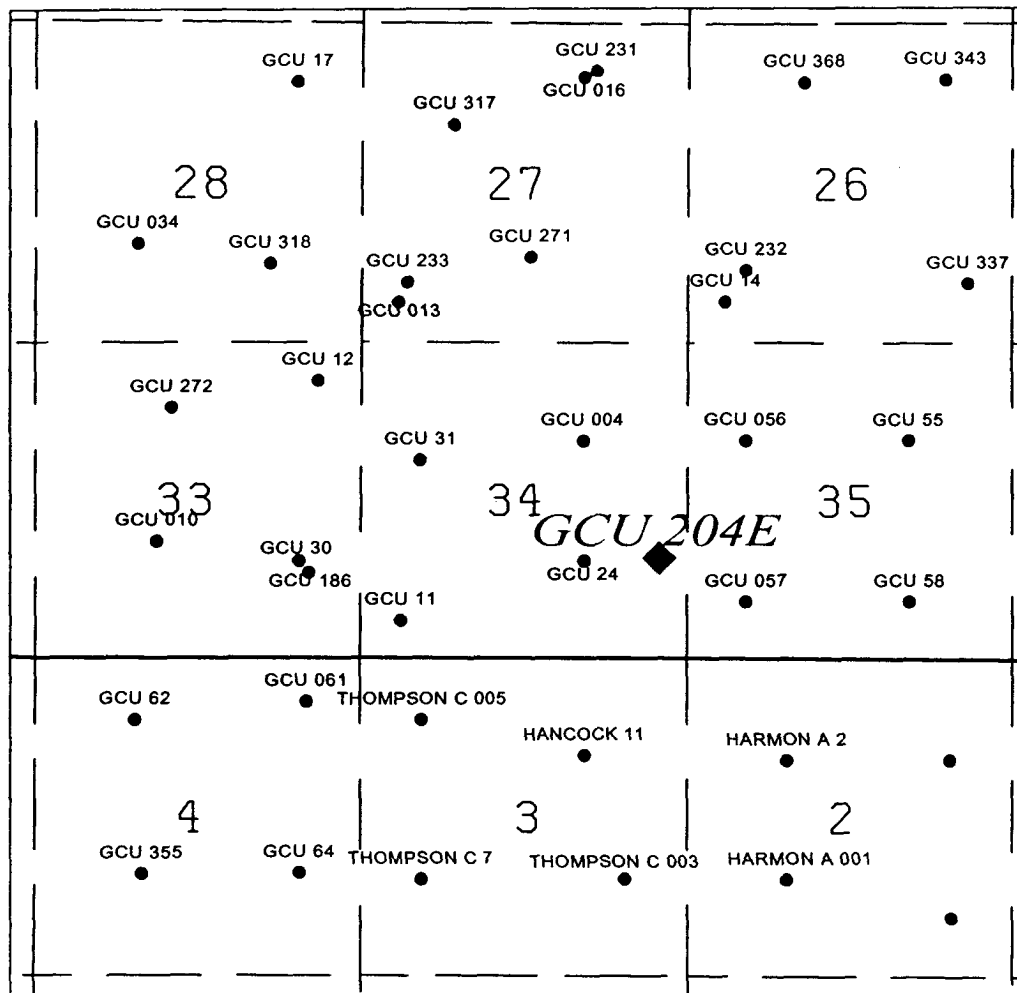 GCU 17
GCU 231
GCU 016
GCU 368
GCU 343
GCU 317
28
27
26
GCU 034
GCU 318
GCU 233
GCU 013
GCU 271
GCU 232
GCU 14
GCU 337
GCU 12
GCU 272
GCU 31
GCU 004
GCU 056
GCU 55
33
34
35
GCU 010
GCU 204E
GCU 30
GCU 186
GCU 24
GCU 11
GCU 057
GCU 58
GCU 62
GCU 061
THOMPSON C 005
HANCOCK 11
HARMON A 2
4
3
2
GCU 355
GCU 64
THOMPSON C 7
THOMPSON C 003
HARMON A 001